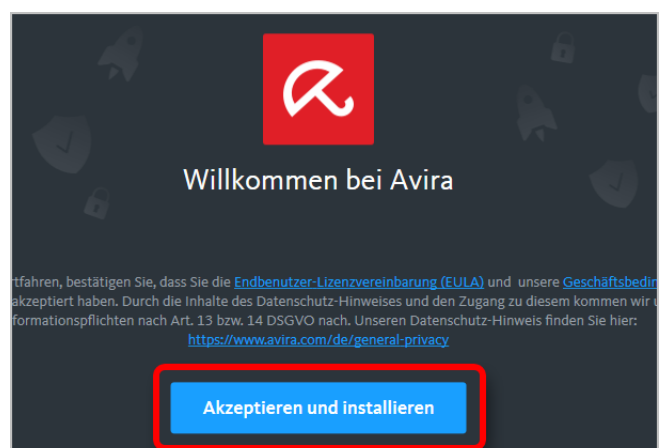 Willkommen bei Avira
rtfahren, bestätigen Sie, dass Sie die Endbenutzer-Lizenzvereinbarung (EULA) und unsere Geschäftsbedin
akzeptiert haben. Durch die Inhalte des Datenschutz-Hinweises und den Zugang zu diesem kommen wir u
formationspflichten nach Art. 13 bzw. 14 DSGVO nach. Unseren Datenschutz-Hinweis finden Sie hier:
https://www.avira.com/de/general-privacy
Akzeptieren und installieren